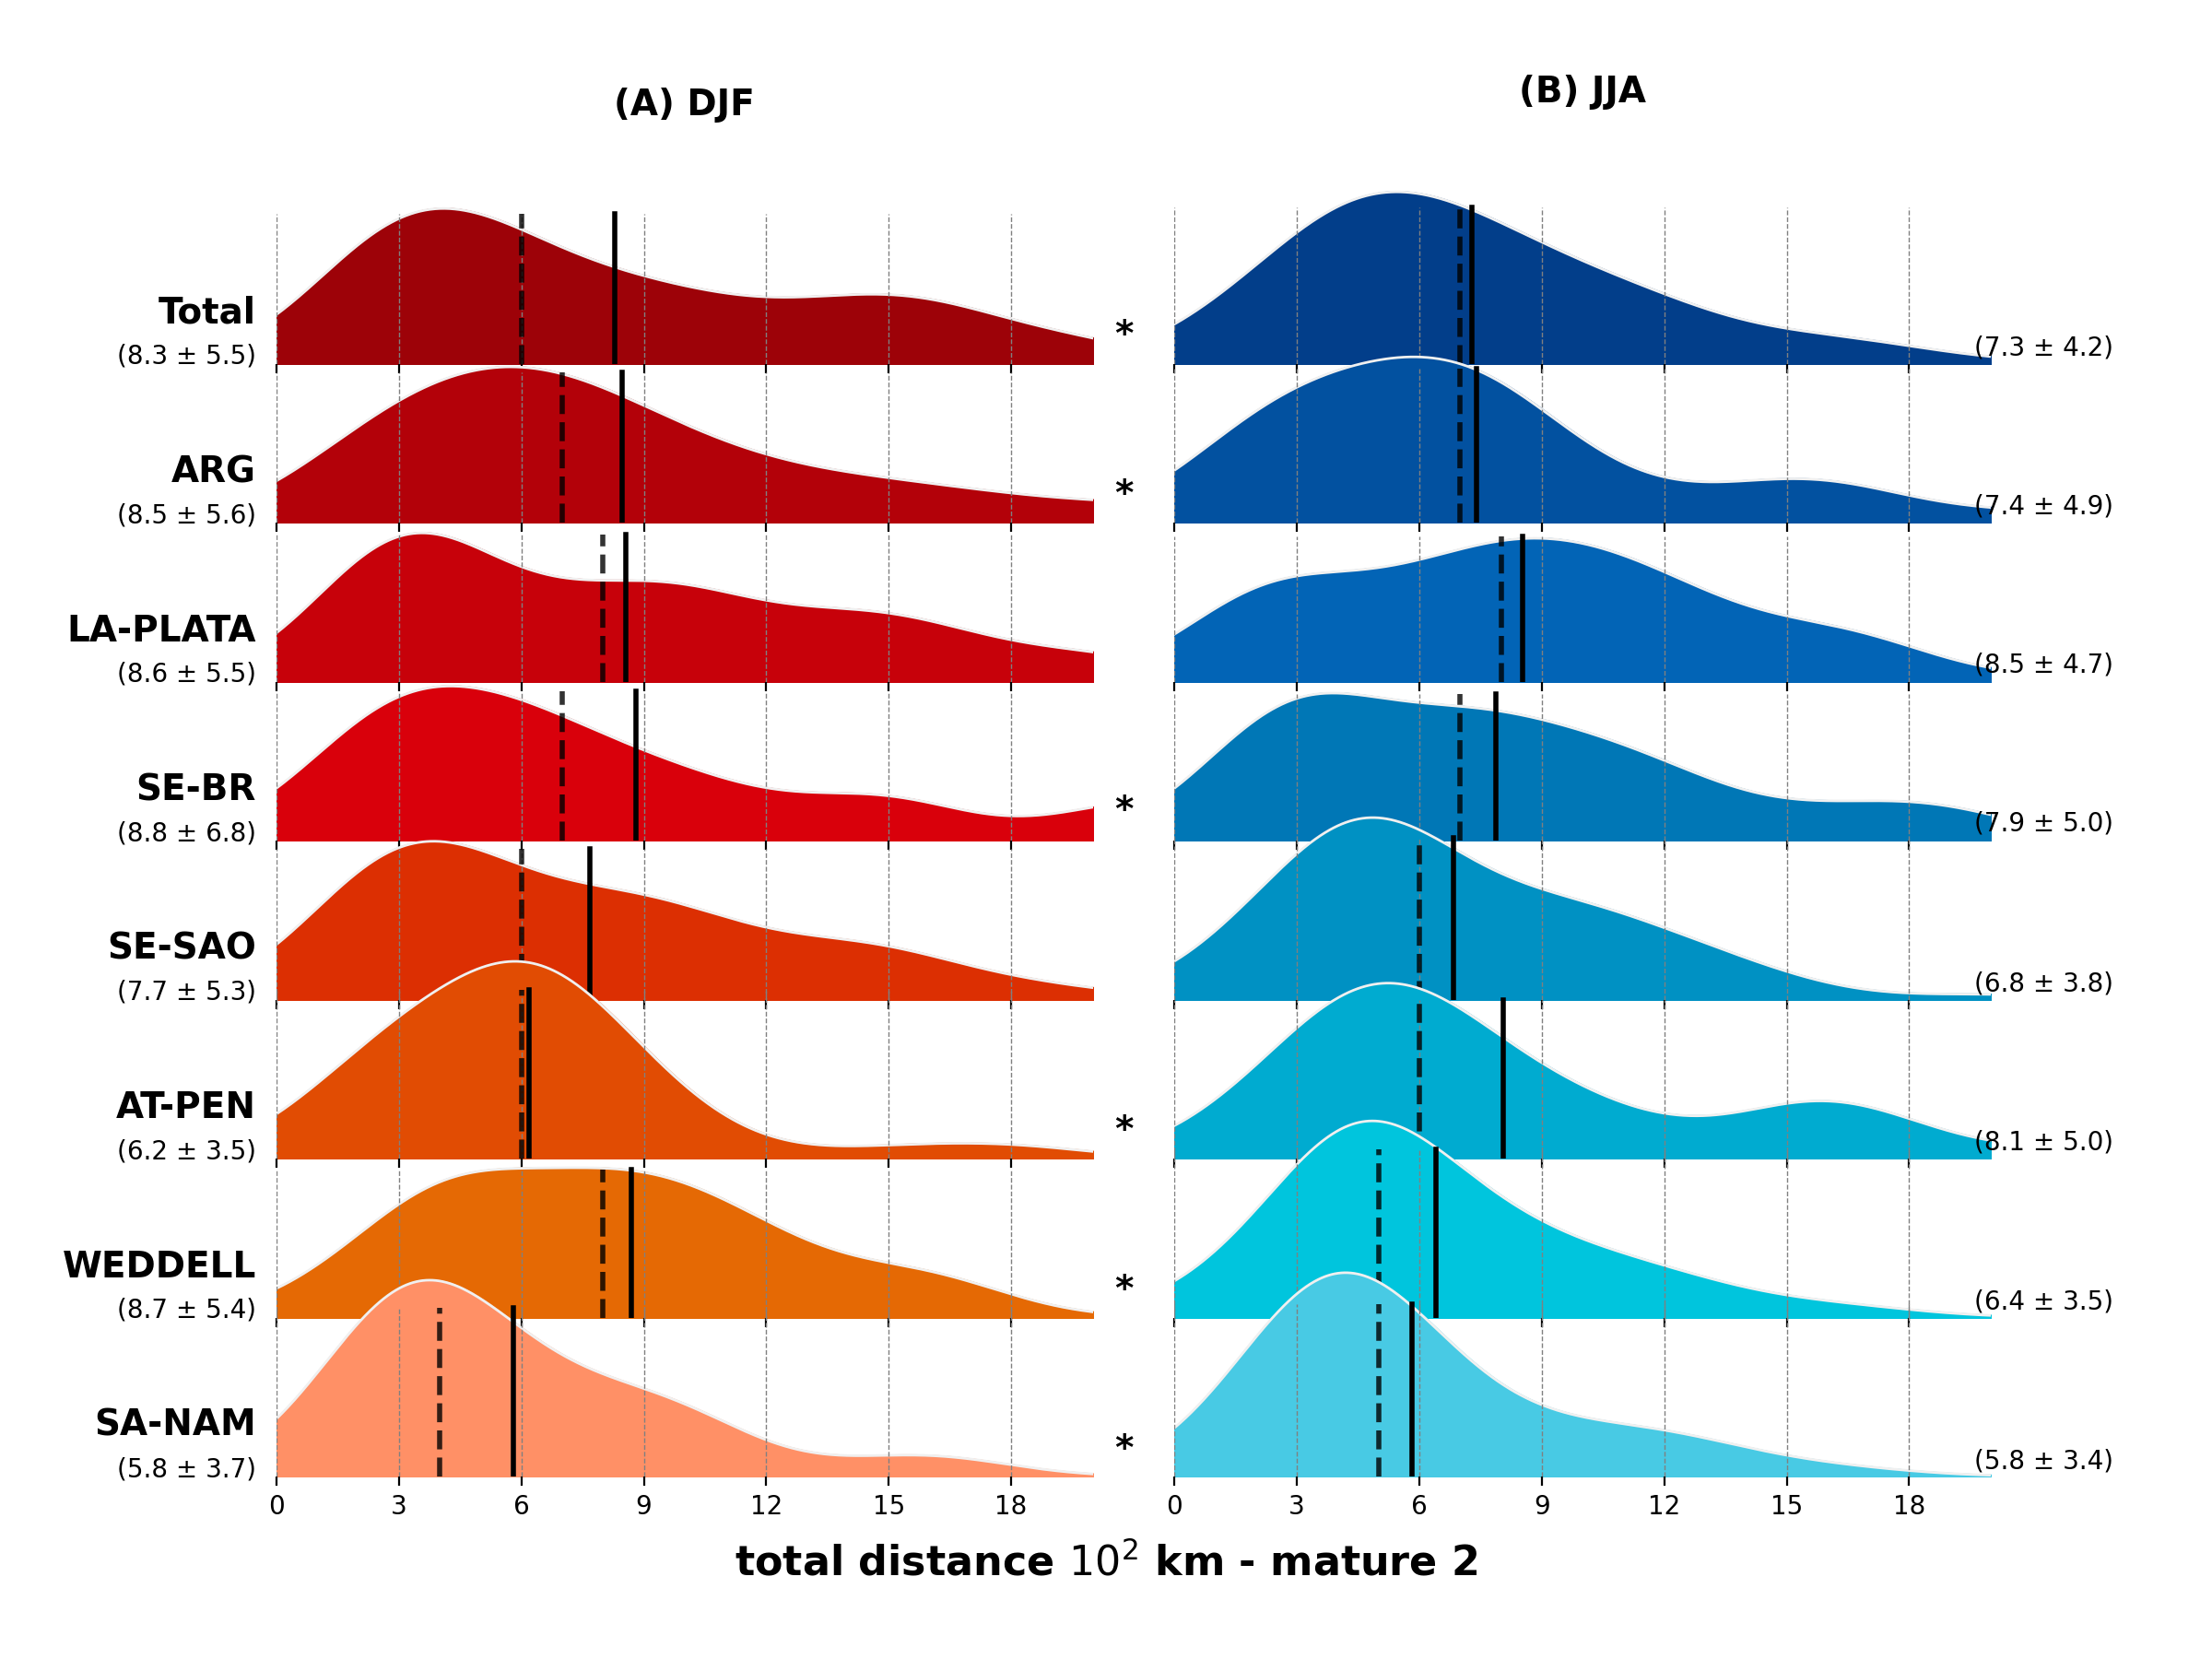 (A) DJF
(B) JJA
Total
(8.3 ± 5.5)
*
(7.3 ± 4.2)
ARG
(8.5 ± 5.6)
*
(7.4 ± 4.9)
LA-PLATA
(8.6 ± 5.5)
(8.5 ± 4.7)
SE-BR
(8.8 ± 6.8)
*
(7.9 ± 5.0)
SE-SAO
(7.7 ± 5.3)
(6.8 ± 3.8)
AT-PEN
(6.2 ± 3.5)
*
(8.1 ± 5.0)
WEDDELL
(8.7 ± 5.4)
*
(6.4 ± 3.5)
SA-NAM
(5.8 ± 3.7)
*
(5.8 ± 3.4)
0 3 6 9 12 15 18
0 3 6 9 12 15 18
total distance 10² km - mature 2